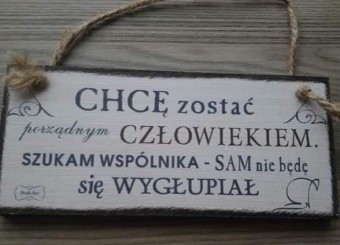 CHCĘ zostać
porządnym CZŁOWIEKIEM.
SZUKAM WSPÓLNIKA - SAM nie będę
się WYGŁUPIAŁ